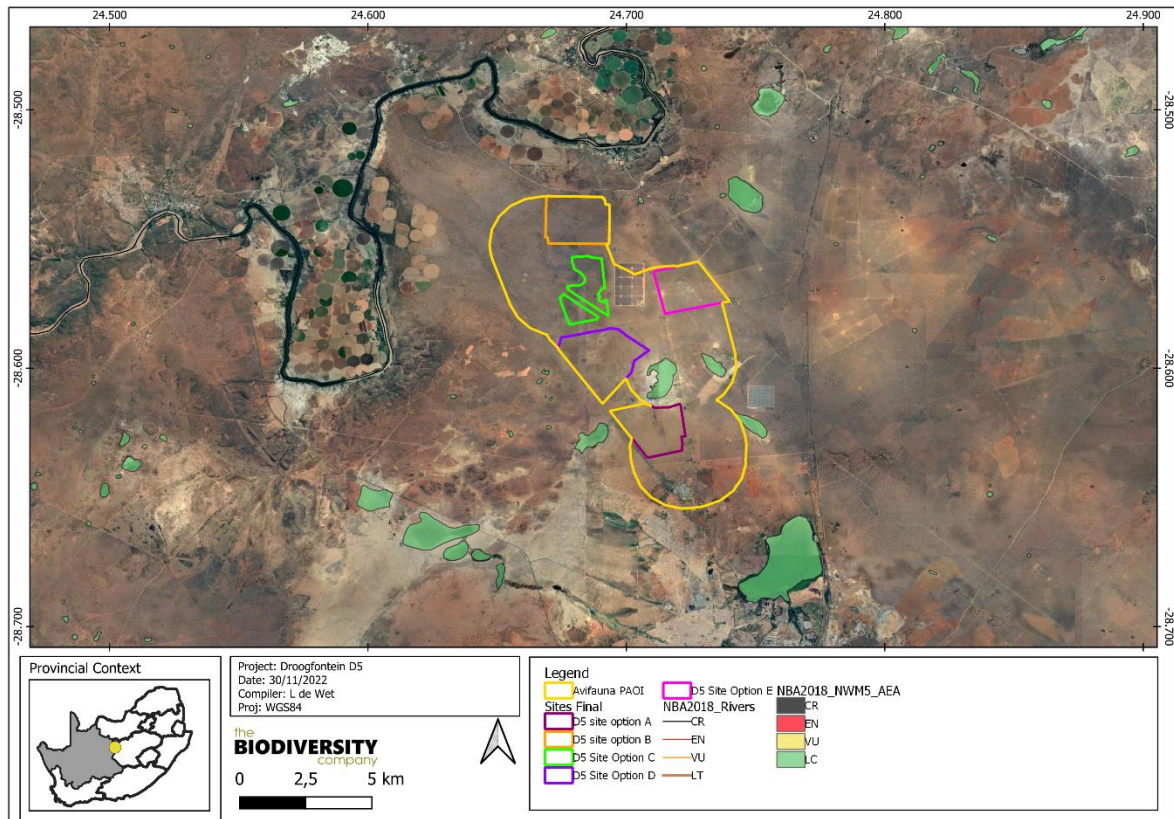 24.500 24.600 24.700 24.800 24.900
-28.500 -28.500
-28.600 -28.600
-28.700 -28.700
Provincial Context
Project: Droogfontein D5
Date: 30/11/2022
Compiler: L de Wet
Proj: WGS84
the
BIODIVERSITY
company
0 2,5 5 km
Legend
Avifauna PAOI
Sites Final
D5 site option A
D5 site option B
D5 Site Option C
D5 Site Option D
D5 Site Option E
NBA2018_Rivers
CR
EN
VU
LT
NBA2018_NWM5_AEA
CR
EN
VU
LC